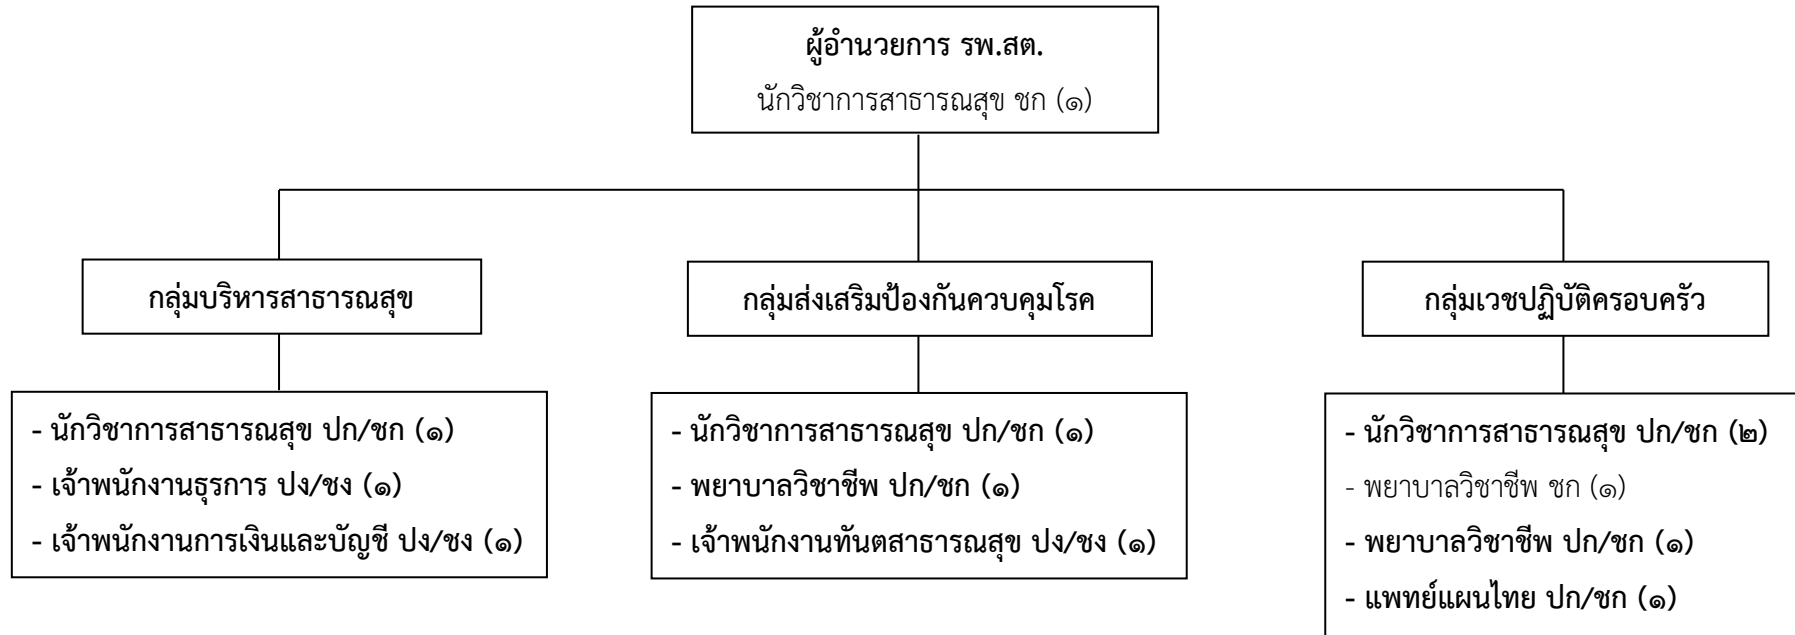 ผู้อำนวยการ รพ.สต.
นักวิชาการสาธารณสุข ชก (๑)
กลุ่มบริหารสาธารณสุข
- นักวิชาการสาธารณสุข ปก/ชก (๑)
- เจ้าพนักงานธุรการ ปง/ชง (๑)
- เจ้าพนักงานการเงินและบัญชี ปง/ชง (๑)
กลุ่มส่งเสริมป้องกันควบคุมโรค
- นักวิชาการสาธารณสุข ปก/ชก (๑)
- พยาบาลวิชาชีพ ปก/ชก (๑)
- เจ้าพนักงานทันตสาธารณสุข ปง/ชง (๑)
กลุ่มเวชปฏิบัติครอบครัว
- นักวิชาการสาธารณสุข ปก/ชก (๒)
- พยาบาลวิชาชีพ ชก (๑)
- พยาบาลวิชาชีพ ปก/ชก (๑)
- แพทย์แผนไทย ปก/ชก (๑)